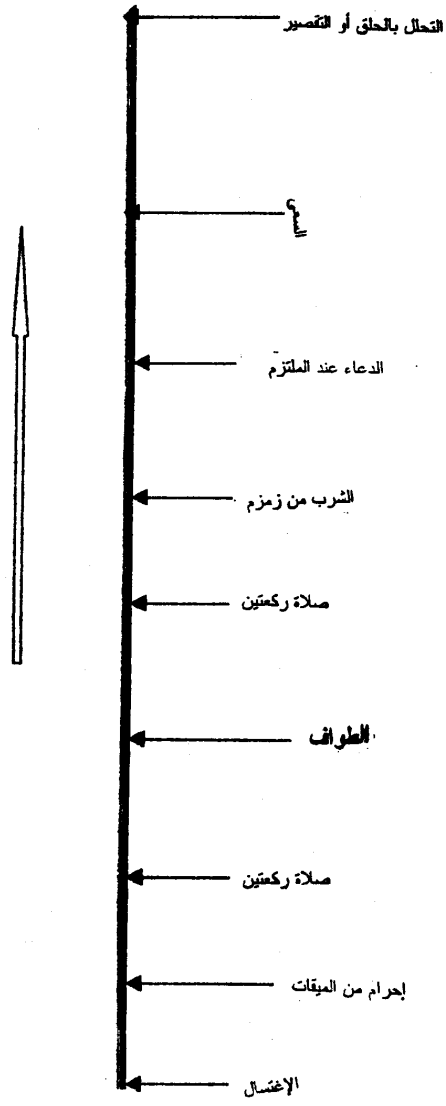 التحلل بالحلق أو التقصير
السعى
الدعاء عند الملتزم
الشرب من زمزم
صلاة ركعتين
الطواف
صلاة ركعتين
إحرام من الميقات
الإغتسال